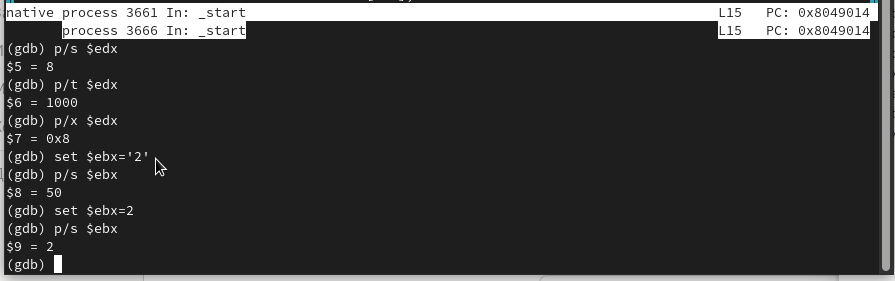 native process 3661 In: _start L15 PC: 0x8049014
process 3666 In: _start L15 PC: 0x8049014
(gdb) p/s $edx
$5 = 8
(gdb) p/t $edx
$6 = 1000
(gdb) p/x $edx
$7 = 0x8
(gdb) set $ebx='2'
(gdb) p/s $ebx
$8 = 50
(gdb) set $ebx=2
(gdb) p/s $ebx
$9 = 2
(gdb)